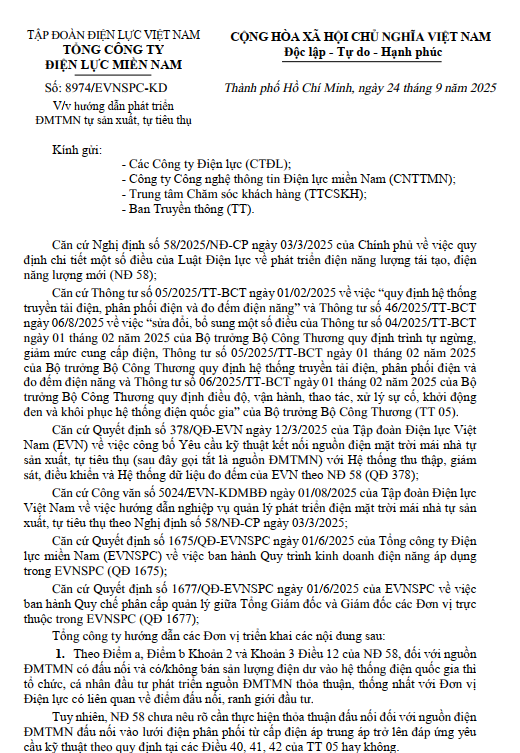 TẬP ĐOÀN ĐIỆN LỰC VIỆT NAM
TỔNG CÔNG TY
ĐIỆN LỰC MIỀN NAM
CỘNG HÒA XÃ HỘI CHỦ NGHĨA VIỆT NAM
Độc lập - Tự do - Hạnh phúc
Số: 8974/EVNSPC-KD
V/v hướng dẫn phát triển
ĐMTMN tự sản xuất, tự tiêu thụ
Thành phố Hồ Chí Minh, ngày 24 tháng 9 năm 2025
Kính gửi:
- Các Công ty Điện lực (CTĐL);
- Công ty Công nghệ thông tin Điện lực miền Nam (CNTTMN);
- Trung tâm Chăm sóc khách hàng (TTCSKH);
- Ban Truyền thông (TT).
Căn cứ Nghị định số 58/2025/NĐ-CP ngày 03/3/2025 của Chính phủ về việc quy
định chi tiết một số điều của Luật Điện lực về phát triển điện năng lượng tái tạo, điện
năng lượng mới (NĐ 58);
Căn cứ Thông tư số 05/2025/TT-BCT ngày 01/02/2025 về việc “quy định hệ thống
truyền tải điện, phân phối điện và đo đếm điện năng” và Thông tư số 46/2025/TT-BCT
ngày 06/8/2025 về việc “sửa đổi, bổ sung một số điều của Thông tư số 04/2025/TT-BCT
ngày 01 tháng 02 năm 2025 của Bộ trưởng Bộ Công Thương quy định trình tự ngừng,
giảm mức cung cấp điện, Thông tư số 05/2025/TT-BCT ngày 01 tháng 02 năm 2025
của Bộ trưởng Bộ Công Thương quy định hệ thống truyền tải điện, phân phối điện và
đo đếm điện năng và Thông tư số 06/2025/TT-BCT ngày 01 tháng 02 năm 2025 của Bộ
trưởng Bộ Công Thương quy định điều độ, vận hành, thao tác, xử lý sự cố, khởi động
đen và khôi phục hệ thống điện quốc gia” của Bộ trưởng Bộ Công Thương (TT 05).
Căn cứ Quyết định số 378/QĐ-EVN ngày 12/3/2025 của Tập đoàn Điện lực Việt
Nam (EVN) về việc công bố Yêu cầu kỹ thuật kết nối nguồn điện mặt trời mái nhà tự
sản xuất, tự tiêu thụ (sau đây gọi tắt là nguồn ĐMTMN) với Hệ thống thu thập, giám
sát, điều khiển và Hệ thống dữ liệu đo đếm của EVN theo NĐ 58 (QĐ 378);
Căn cứ Công văn số 5024/EVN-KDMBĐ ngày 01/08/2025 của Tập đoàn Điện lực
Việt Nam về việc hướng dẫn nghiệp vụ quản lý phát triển điện mặt trời mái nhà tự sản
xuất, tự tiêu thụ theo Nghị định số 58/NĐ-CP ngày 03/3/2025;
Căn cứ Quyết định số 1675/QĐ-EVNSPC ngày 01/6/2025 của Tổng công ty Điện
lực miền Nam (EVNSPC) về việc ban hành Quy trình kinh doanh điện năng áp dụng
trong EVNSPC (QĐ 1675);
Căn cứ Quyết định số 1677/QĐ-EVNSPC ngày 01/6/2025 của EVNSPC về việc
ban hành Quy chế phân cấp quản lý giữa Tổng Giám đốc và Giám đốc các Đơn vị trực
thuộc trong EVNSPC (QĐ 1677);
Tổng công ty hướng dẫn các Đơn vị triển khai các nội dung sau:
1. Theo Điểm a, Điểm b Khoản 2 và Khoản 3 Điều 12 của NĐ 58, đối với nguồn
ĐMTMN có đấu nối và có/không bán sản lượng điện dư vào hệ thống điện quốc gia thì
tổ chức, cá nhân đầu tư phát triển nguồn ĐMTMN thỏa thuận, thống nhất với Đơn vị
Điện lực có liên quan về điểm đấu nối, ranh giới đầu tư.
Tuy nhiên, NĐ 58 chưa nêu rõ cần thực hiện thỏa thuận đấu nối đối với nguồn điện
ĐMTMN đấu nối vào lưới điện phân phối từ cấp điện áp trung áp trở lên đáp ứng yêu
cầu kỹ thuật theo quy định tại các Điều 40, 41, 42 của TT 05 hay không.